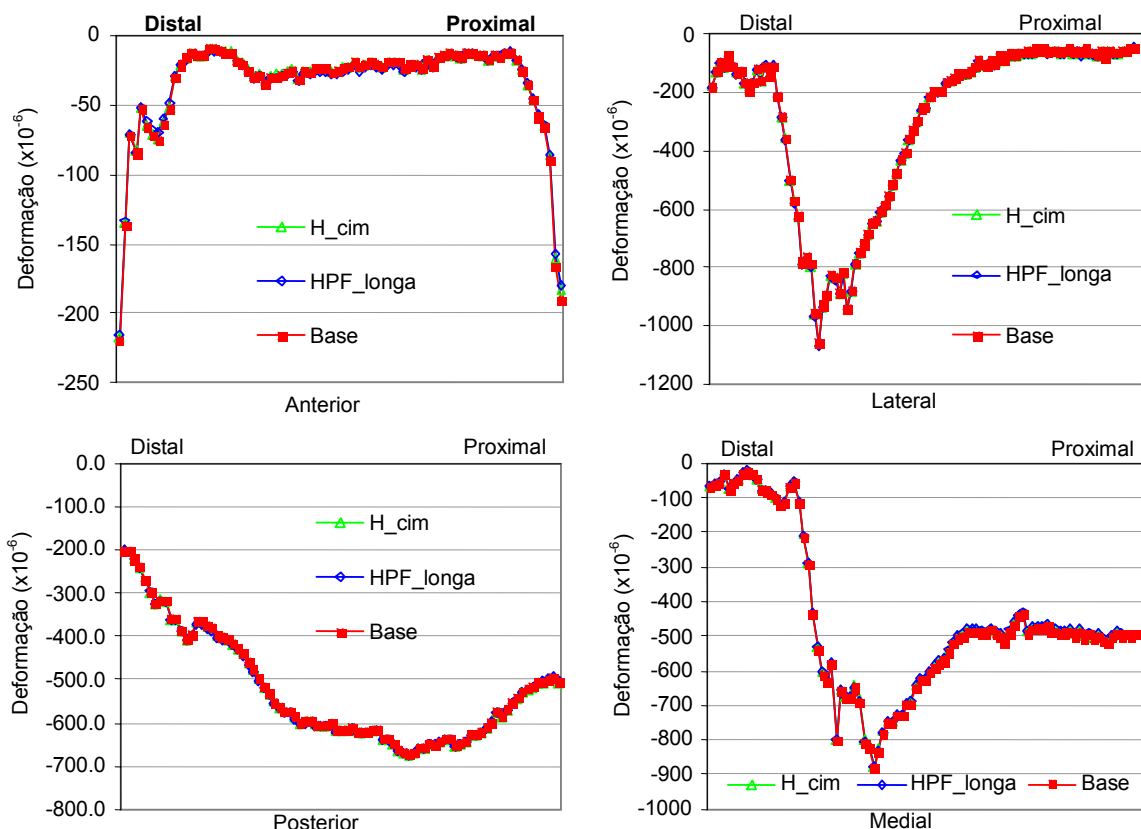 Distal Proximal
0
-50
-100
-150
-200
-250
Deformação (x10⁻⁶)
H_cim
HPF_longa
Base
Anterior
Distal Proximal
0
-200
-400
-600
-800
-1000
-1200
Deformação (x10⁻⁶)
H_cim
HPF_longa
Base
Lateral
Distal Proximal
0.0
-100.0
-200.0
-300.0
-400.0
-500.0
-600.0
-700.0
-800.0
Deformação (x10⁻⁶)
H_cim
HPF_longa
Base
Posterior
Distal Proximal
0
-100
-200
-300
-400
-500
-600
-700
-800
-900
-1000
Deformação (x10⁻⁶)
H_cim HPF_longa Base
Medial